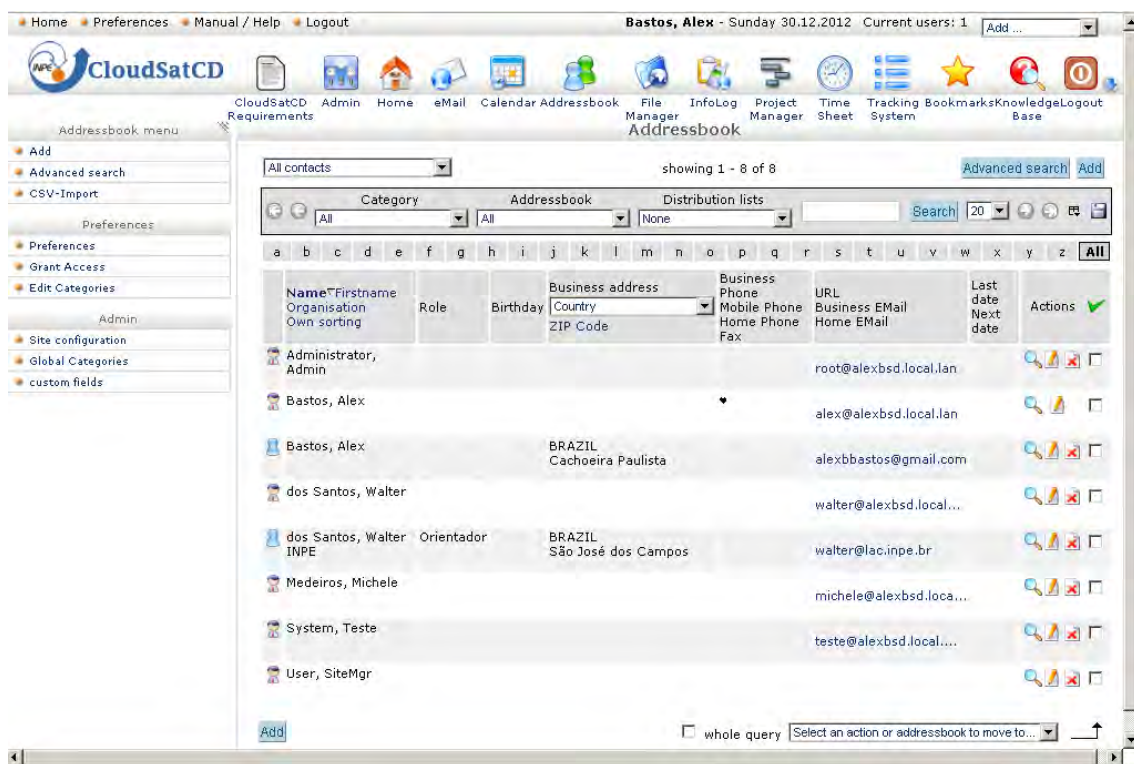 Home Preferences Manual / Help Logout Bastos, Alex - Sunday 30.12.2012 Current users: 1 Add ...
INPE CloudSatCD
CloudSatCD Requirements Admin Home eMail Calendar Addressbook File Manager InfoLog Project Manager Time Sheet Tracking System Bookmarks Knowledge Base Logout
Addressbook
Addressbook menu
Add
Advanced search
CSV-Import
Preferences
Preferences
Grant Access
Edit Categories
Admin
Site configuration
Global Categories
custom fields
All contacts showing 1 - 8 of 8 Advanced search Add
Category Addressbook Distribution lists
All All None Search 20
a b c d e f g h i j k l m n o p q r s t u v w x y z All
Name Firstname
Organisation
Own sorting
Role
Birthday
Business address
Country
ZIP Code
Business Phone
Mobile Phone
Home Phone
Fax
URL
Business EMail
Home EMail
Last date
Next date
Actions
Administrator, Admin root@alexbsd.local.lan
Bastos, Alex alex@alexbsd.local.lan
Bastos, Alex BRAZIL
Cachoeira Paulista alexbbastos@gmail.com
dos Santos, Walter walter@alexbsd.local...
dos Santos, Walter Orientador BRAZIL
INPE São José dos Campos walter@lac.inpe.br
Medeiros, Michele michele@alexbsd.loca...
System, Teste teste@alexbsd.local....
User, SiteMgr
Add whole query Select an action or addressbook to move to...